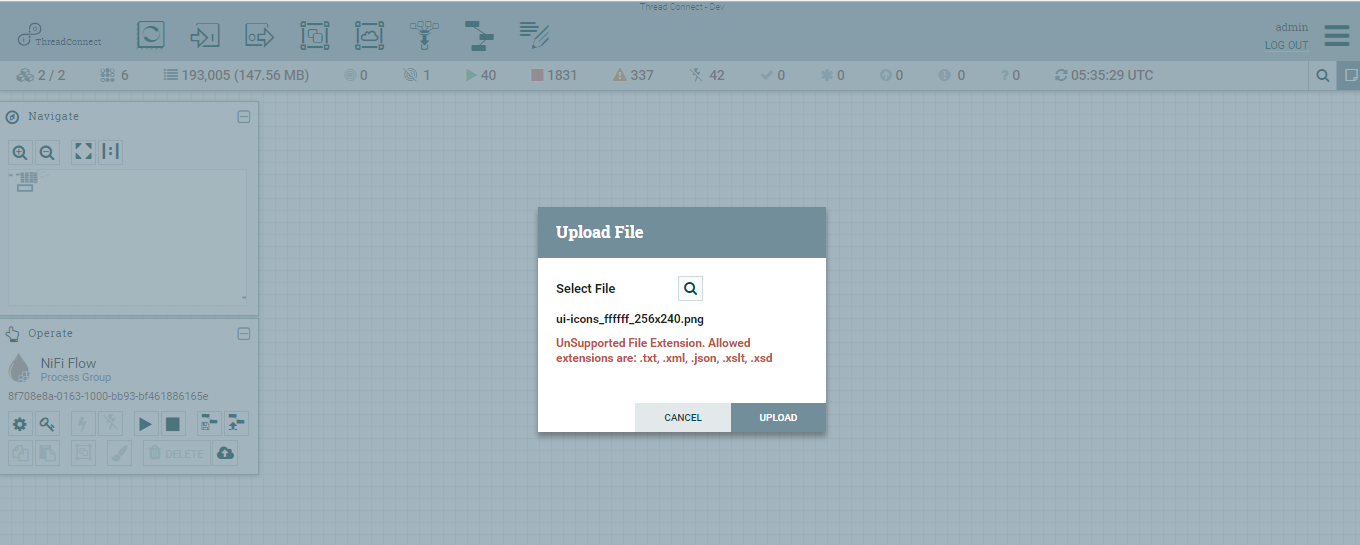 Thread Connect - Dev
ThreadConnect
admin
LOG OUT
2 / 2 6 193,005 (147.56 MB) 0 1 40 1831 337 42 0 0 0 0 ? 0 05:35:29 UTC
Navigate
Operate
NiFi Flow
Process Group
8f708e8a-0163-1000-bb93-bf461886165e
DELETE
Upload File
Select File
ui-icons_ffffff_256x240.png
UnSupported File Extension. Allowed
extensions are: .txt, .xml, .json, .xslt, .xsd
CANCEL UPLOAD